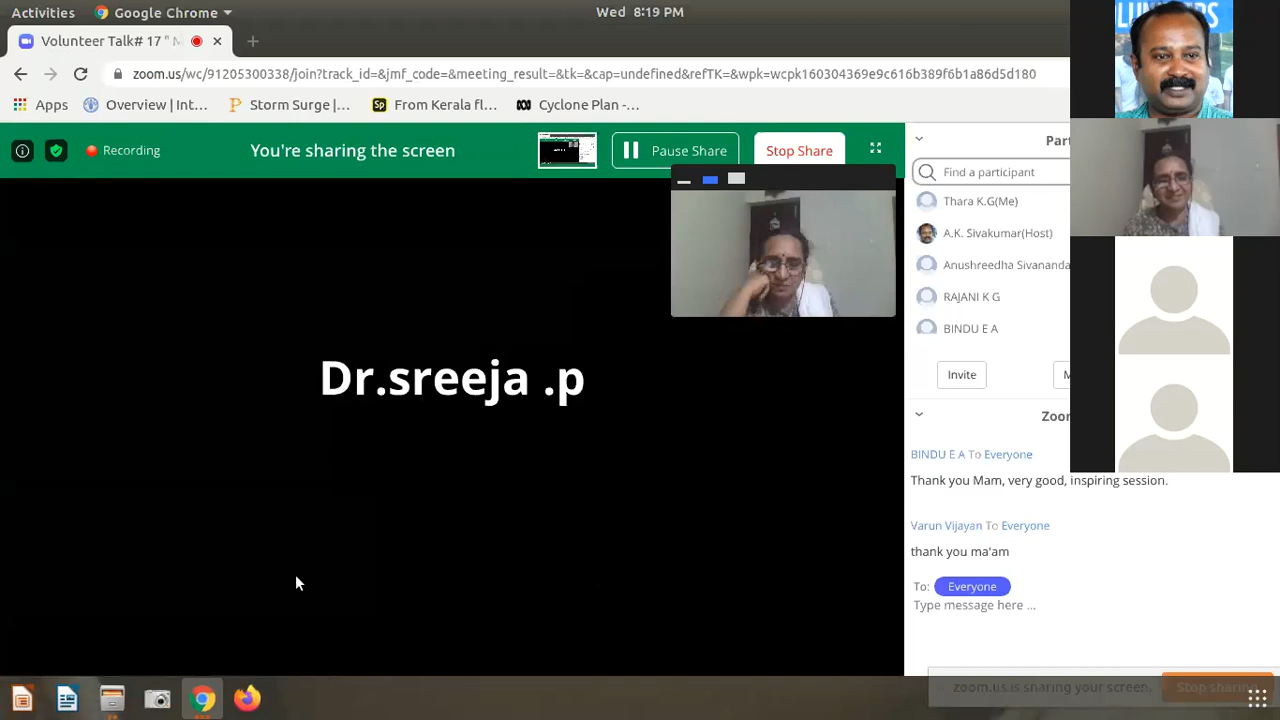 Activities
Google Chrome
Wed 8:19 PM
Volunteer Talk# 17 "
zoom.us/wc/91205300338/join?track_id=&jmf_code=&meeting_result=&tk=&cap=undefined&refTK=&wpk=wcpk160304369e9c616b389f6b1a86d5d180
Apps
Overview | Int...
Storm Surge |...
From Kerala fl...
Cyclone Plan -...
Recording
You're sharing the screen
Pause Share
Stop Share
Dr.sreeja .p
Find a participant
Thara K.G(Me)
A.K. Sivakumar(Host)
Anushreedha Sivananda
RAJANI K G
BINDU E A
Invite
BINDU E A To Everyone
Thank you Mam, very good, inspiring session.
Varun Vijayan To Everyone
thank you ma'am
To: Everyone
Type message here ...
zoom.us is sharing your screen.
Stop sharing